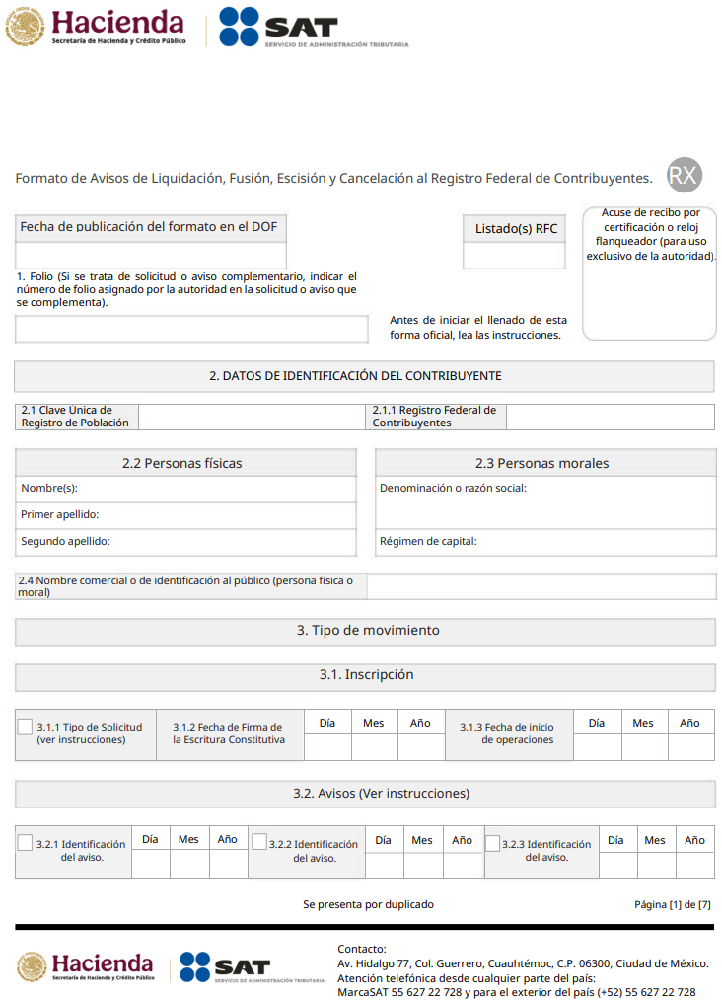 Hacienda
Secretaría de Hacienda y Crédito Público
SAT
SERVICIO DE ADMINISTRACIÓN TRIBUTARIA
Formato de Avisos de Liquidación, Fusión, Escisión y Cancelación al Registro Federal de Contribuyentes.
RX
Fecha de publicación del formato en el DOF
Listado(s) RFC
Acuse de recibo por
certificación o reloj
flanqueador (para uso
exclusivo de la autoridad).
1. Folio (Si se trata de solicitud o aviso complementario, indicar el
número de folio asignado por la autoridad en la solicitud o aviso que
se complementa).
Antes de iniciar el llenado de esta
forma oficial, lea las instrucciones.
2. DATOS DE IDENTIFICACIÓN DEL CONTRIBUYENTE
2.1 Clave Única de
Registro de Población
2.1.1 Registro Federal de
Contribuyentes
2.2 Personas físicas
Nombre(s):
Primer apellido:
Segundo apellido:
2.3 Personas morales
Denominación o razón social:
Régimen de capital:
2.4 Nombre comercial o de identificación al público (persona física o
moral)
3. Tipo de movimiento
3.1. Inscripción
3.1.1 Tipo de Solicitud
(ver instrucciones)
3.1.2 Fecha de Firma de
la Escritura Constitutiva
Día Mes Año
3.1.3 Fecha de inicio
de operaciones
Día Mes Año
3.2. Avisos (Ver instrucciones)
3.2.1 Identificación
del aviso.
Día Mes Año
3.2.2 Identificación
del aviso.
Día Mes Año
3.2.3 Identificación
del aviso.
Día Mes Año
Se presenta por duplicado
Página [1] de [7]
Hacienda
Secretaría de Hacienda y Crédito Público
SAT
SERVICIO DE ADMINISTRACIÓN TRIBUTARIA
Contacto:
Av. Hidalgo 77, Col. Guerrero, Cuauhtémoc, C.P. 06300, Ciudad de México.
Atención telefónica desde cualquier parte del país:
MarcaSAT 55 627 22 728 y para el exterior del país (+52) 55 627 22 728